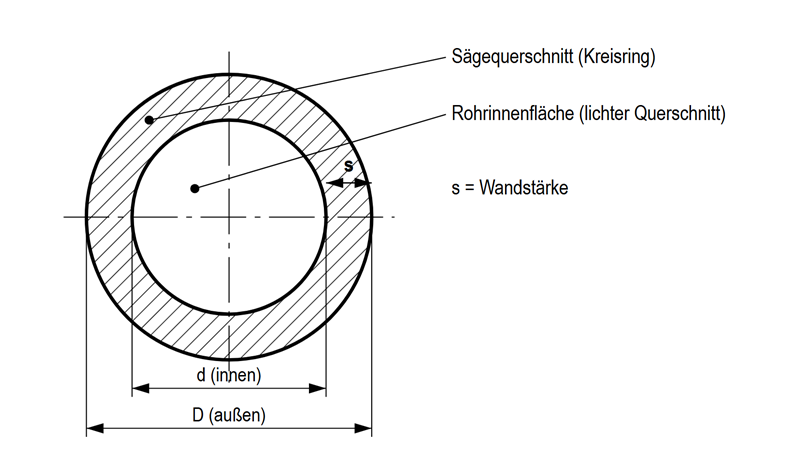 Sägequerschnitt (Kreisring)
Rohrinnenfläche (lichter Querschnitt)
s
s = Wandstärke
d (innen)
D (außen)